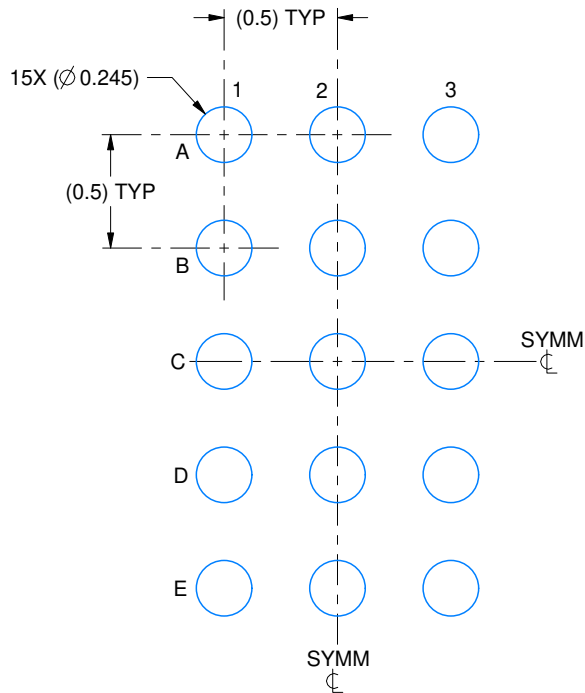 (0.5) TYP
15X (∅ 0.245)
1
2
3
A
(0.5) TYP
B
C
SYMM
℄
D
E
SYMM
℄